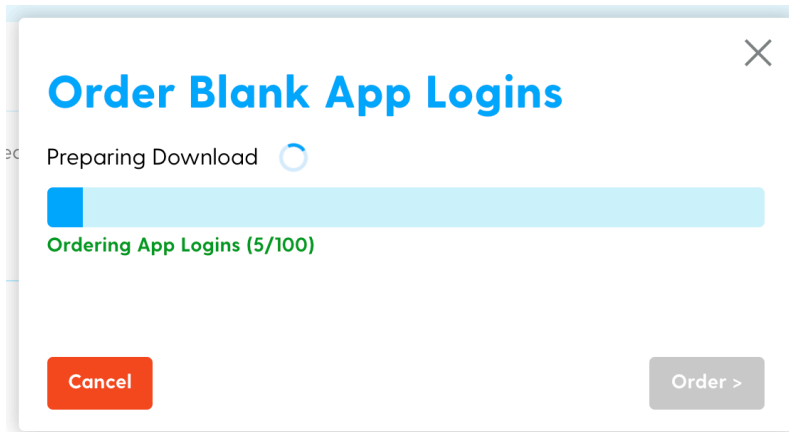 Order Blank App Logins
Preparing Download
Ordering App Logins (5/100)
Cancel
Order >